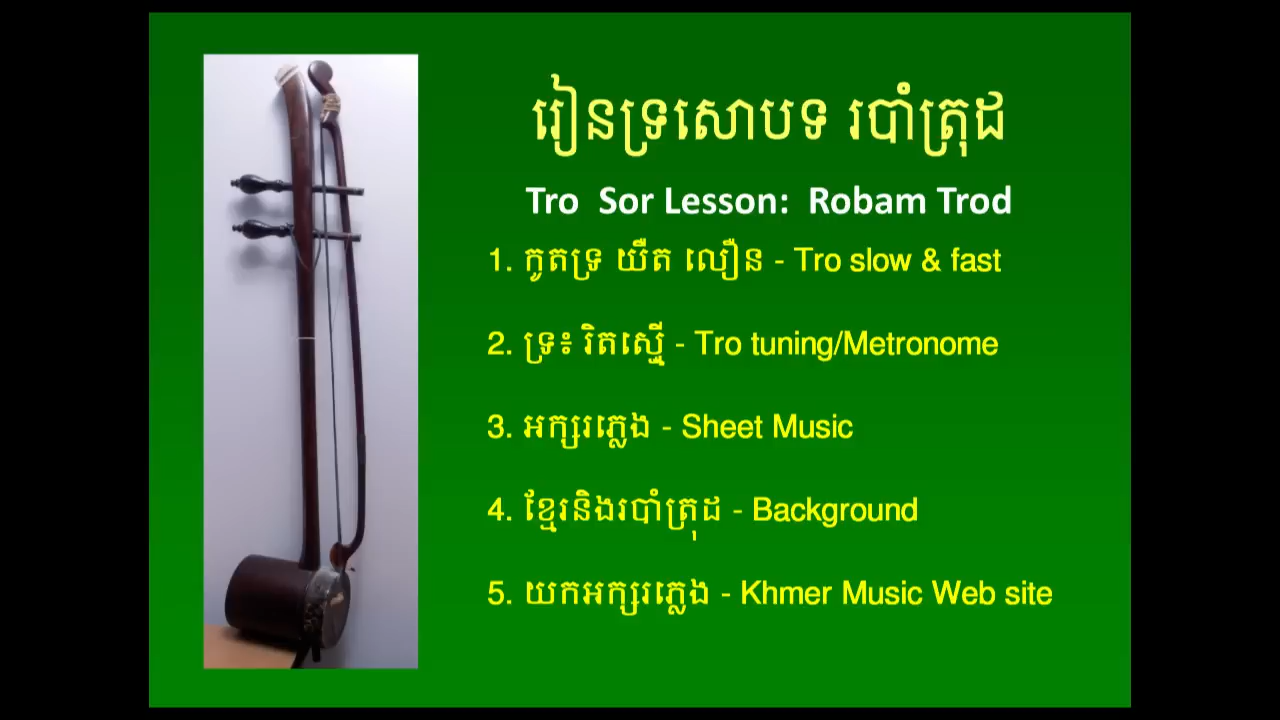 រៀនទ្រសោបទ របាំត្រុដ
Tro Sor Lesson: Robam Trod
1. កូតទ្រ យឺត លឿន - Tro slow & fast
2. ទ្រ៖ រិតស្មើ - Tro tuning/Metronome
3. អក្សរភ្លេង - Sheet Music
4. ខ្មែរនិងរបាំត្រុដ - Background
5. យកអក្សរភ្លេង - Khmer Music Web site